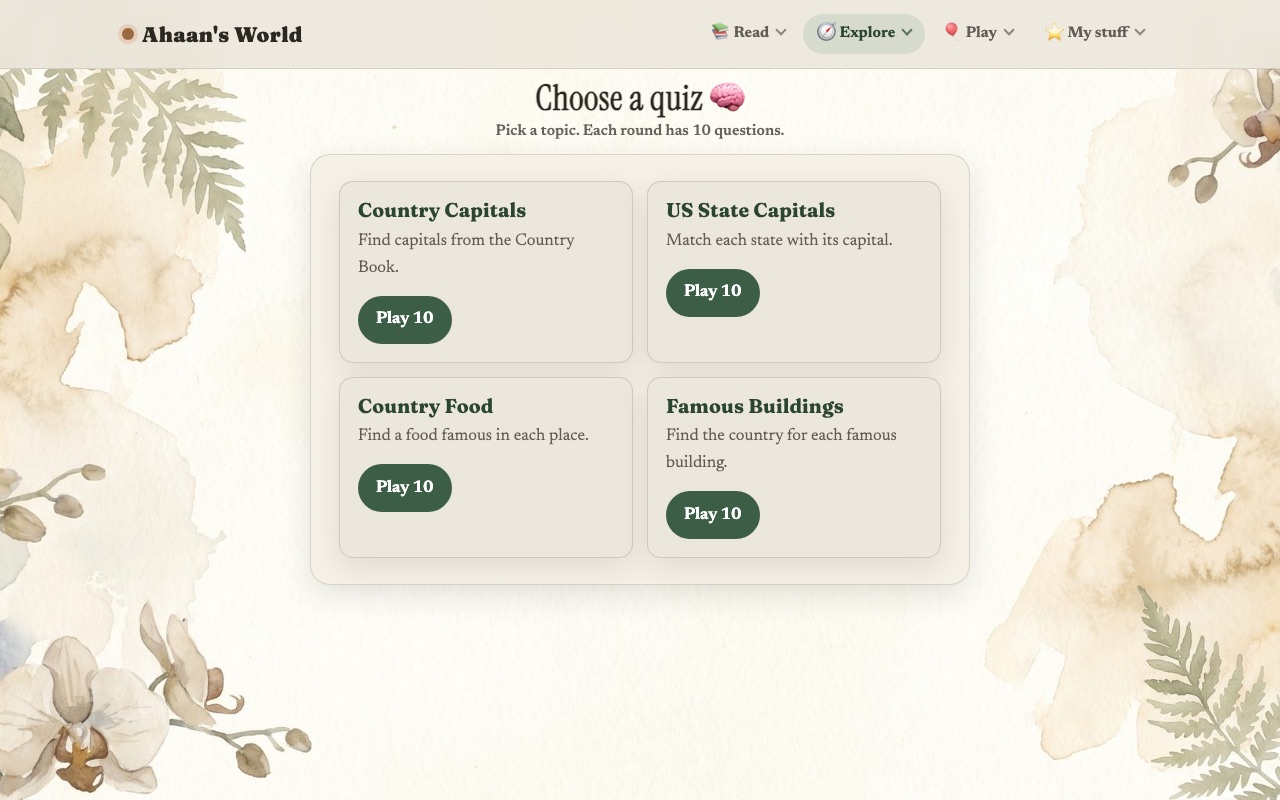 Ahaan's World
📚 Read
🧭 Explore
🎈 Play
⭐ My stuff
Choose a quiz 🧠
Pick a topic. Each round has 10 questions.
Country Capitals
Find capitals from the Country
Book.
Play 10
US State Capitals
Match each state with its capital.
Play 10
Country Food
Find a food famous in each place.
Play 10
Famous Buildings
Find the country for each famous
building.
Play 10